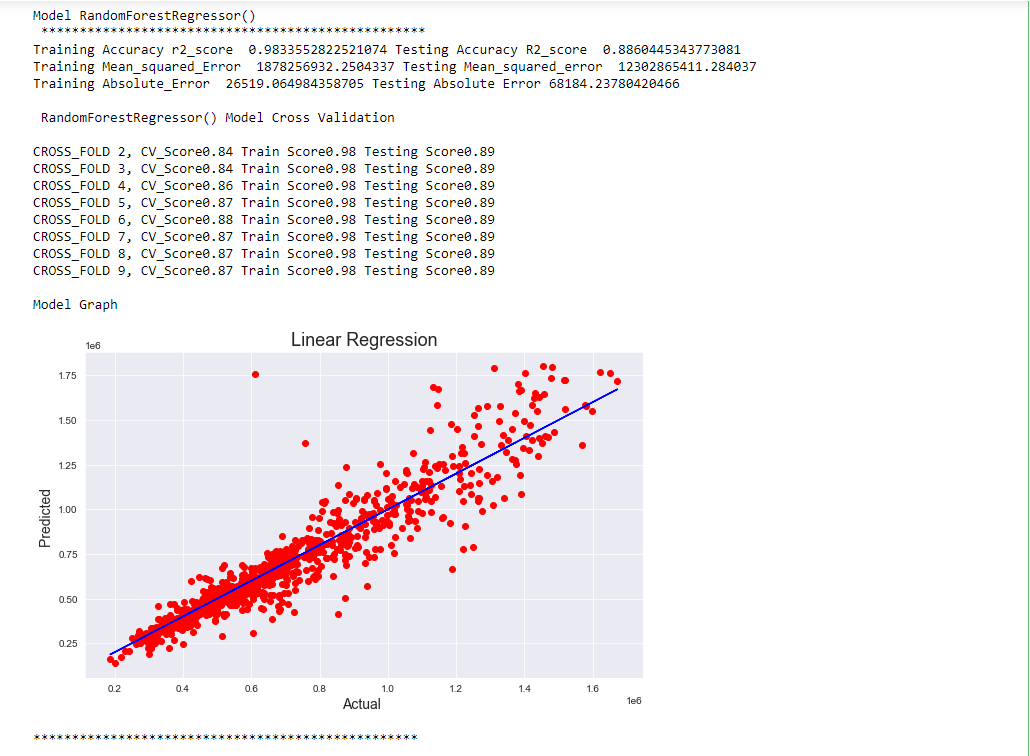 Model RandomForestRegressor()
**************************************************
Training Accuracy r2_score 0.9833552822521074 Testing Accuracy R2_score 0.8860445343773081
Training Mean_squared_Error 1878256932.2504337 Testing Mean_squared_error 12302865411.284037
Training Absolute_Error 26519.064984358705 Testing Absolute Error 68184.23780420466
RandomForestRegressor() Model Cross Validation
CROSS_FOLD 2, CV_Score0.84 Train Score0.98 Testing Score0.89
CROSS_FOLD 3, CV_Score0.84 Train Score0.98 Testing Score0.89
CROSS_FOLD 4, CV_Score0.86 Train Score0.98 Testing Score0.89
CROSS_FOLD 5, CV_Score0.87 Train Score0.98 Testing Score0.89
CROSS_FOLD 6, CV_Score0.88 Train Score0.98 Testing Score0.89
CROSS_FOLD 7, CV_Score0.87 Train Score0.98 Testing Score0.89
CROSS_FOLD 8, CV_Score0.87 Train Score0.98 Testing Score0.89
CROSS_FOLD 9, CV_Score0.87 Train Score0.98 Testing Score0.89
Model Graph
Linear Regression
1e6
1.75
1.50
1.25
1.00
0.75
0.50
0.25
Predicted
0.2 0.4 0.6 0.8 1.0 1.2 1.4 1.6
Actual
1e6
**************************************************